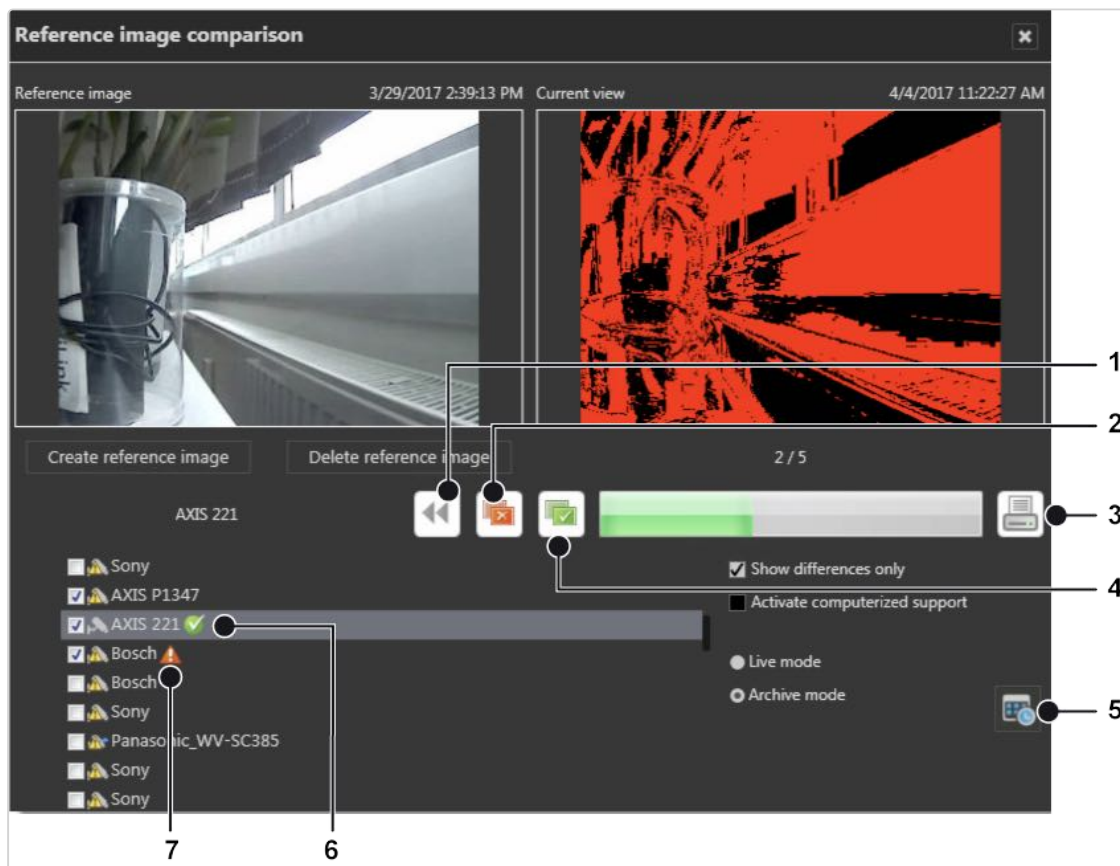 Reference image comparison
Reference image 3/29/2017 2:39:13 PM Current view 4/4/2017 11:22:27 AM
1
2
Create reference image Delete reference image 2 / 5
AXIS 221
3
Sony
Show differences only
4
AXIS P1347
Activate computerized support
AXIS 221
Bosch
Live mode
Bosch
Archive mode
5
Sony
Panasonic_WV-SC385
Sony
Sony
7 6